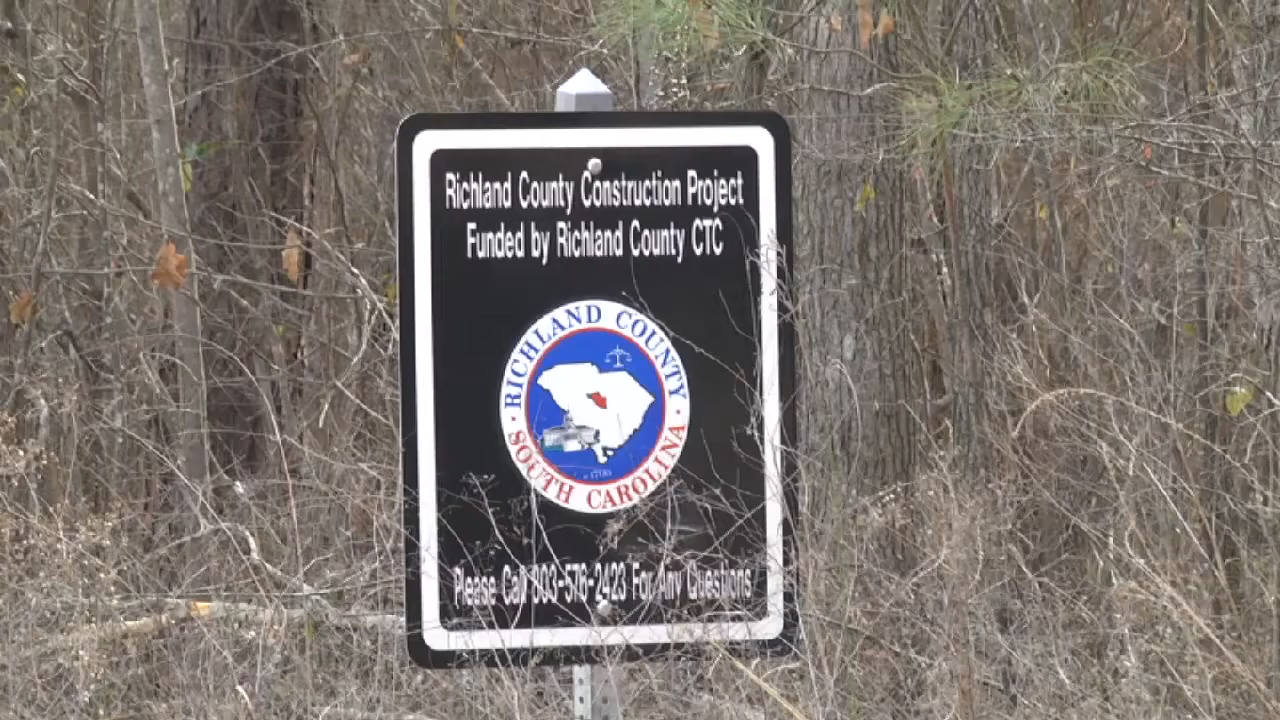 Richland County Construction Project
Funded by Richland County CTC
RICHLAND COUNTY
SOUTH CAROLINA
Please Call 803-576-2423 For Any Questions